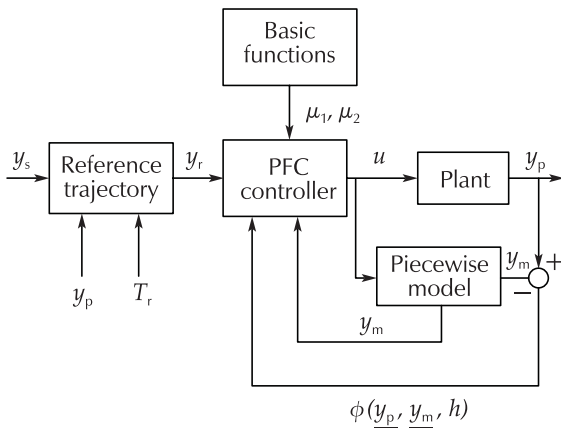 Basic
functions
μ1, μ2
ys
Reference
trajectory
yr
PFC
controller
u
Plant
yp
yp
Tr
Piecewise
model
ym
+
−
ym
ϕ(yp, ym, h)